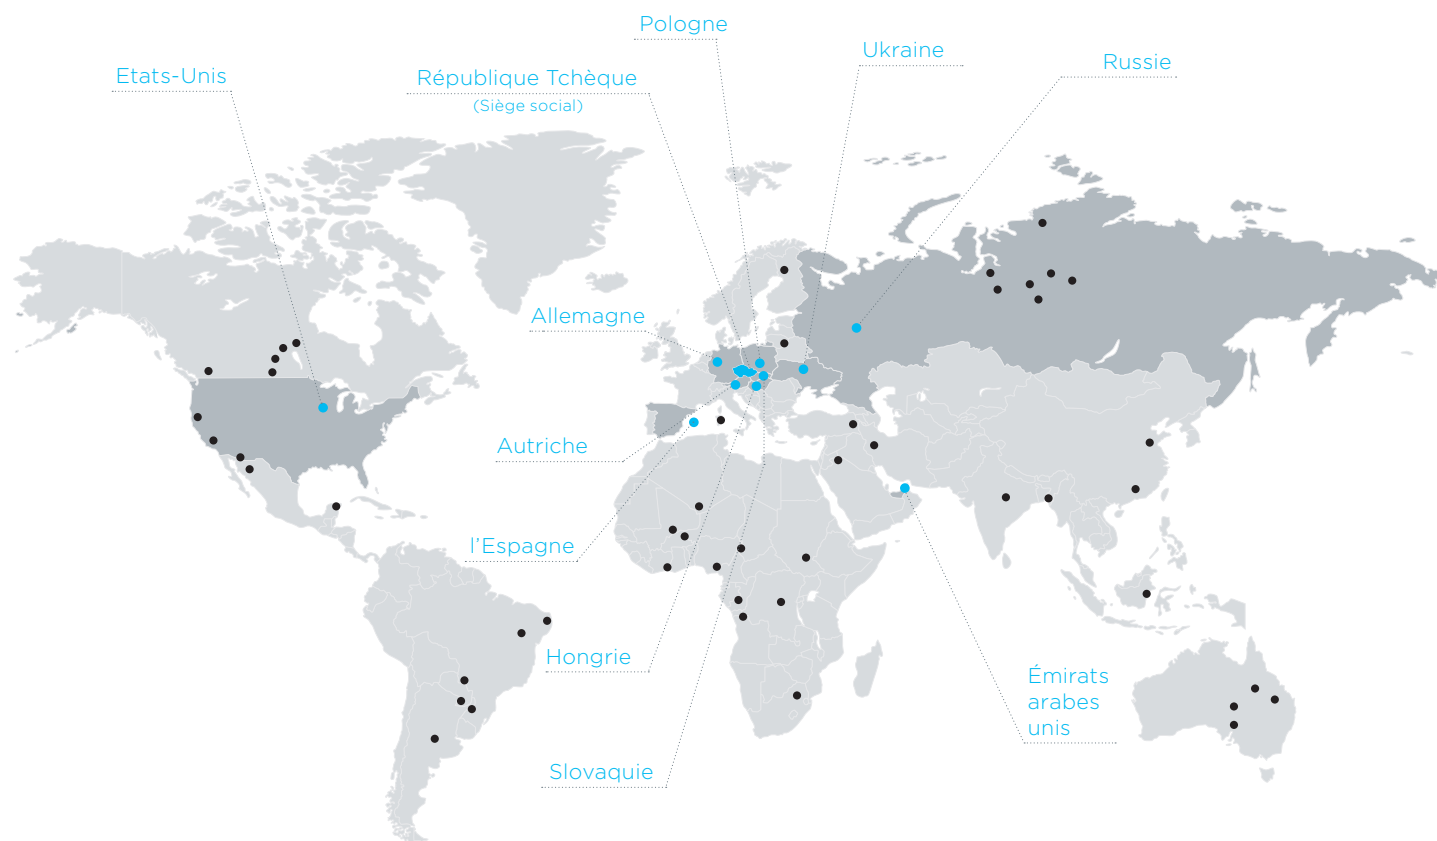 Pologne
Ukraine
Russie
Etats-Unis
République Tchèque
(Siège social)
Allemagne
Autriche
l'Espagne
Hongrie
Émirats
arabes
unis
Slovaquie